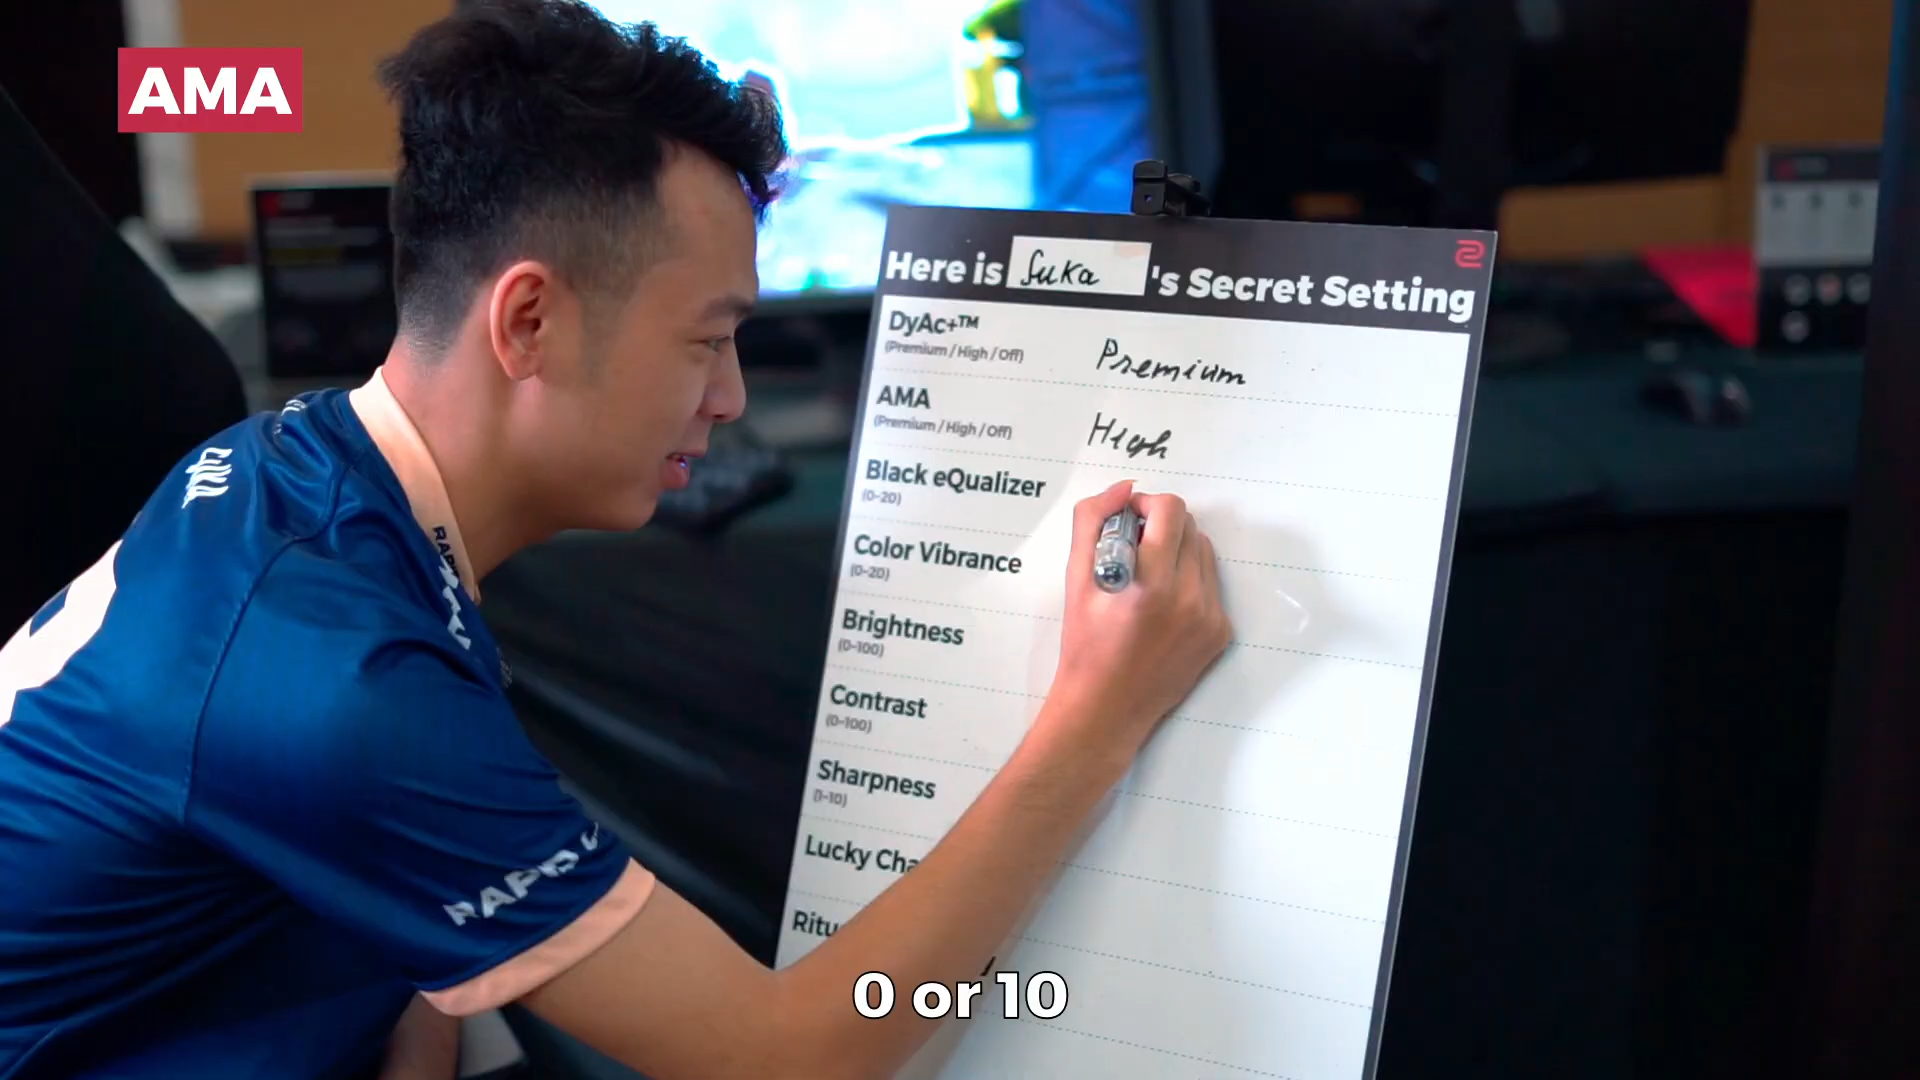 AMA
Here is Suka 's Secret Setting
DyAc+™
(Premium / High / Off)
Premium
AMA
(Premium / High / Off)
High
Black eQualizer
(0-20)
Color Vibrance
(0-20)
Brightness
(0-100)
Contrast
(0-100)
Sharpness
(1-10)
Lucky Cha
Ritu
RAPID
0 or 10